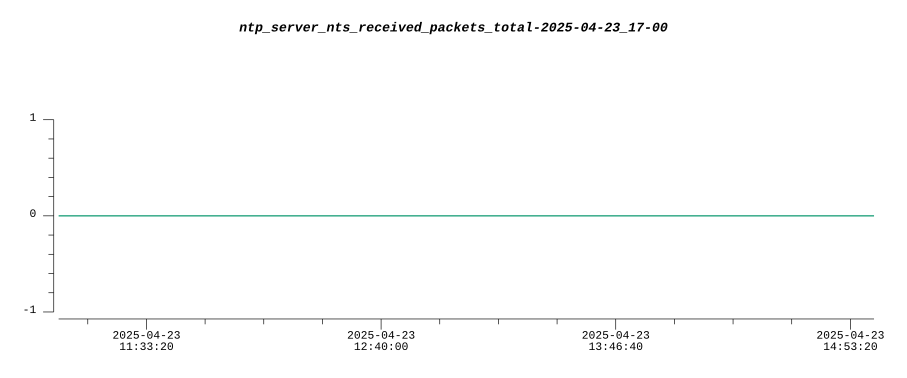 ntp_server_nts_received_packets_total-2025-04-23_17-00
1
0
-1
2025-04-23 2025-04-23 2025-04-23 2025-04-23
11:33:20 12:40:00 13:46:40 14:53:20